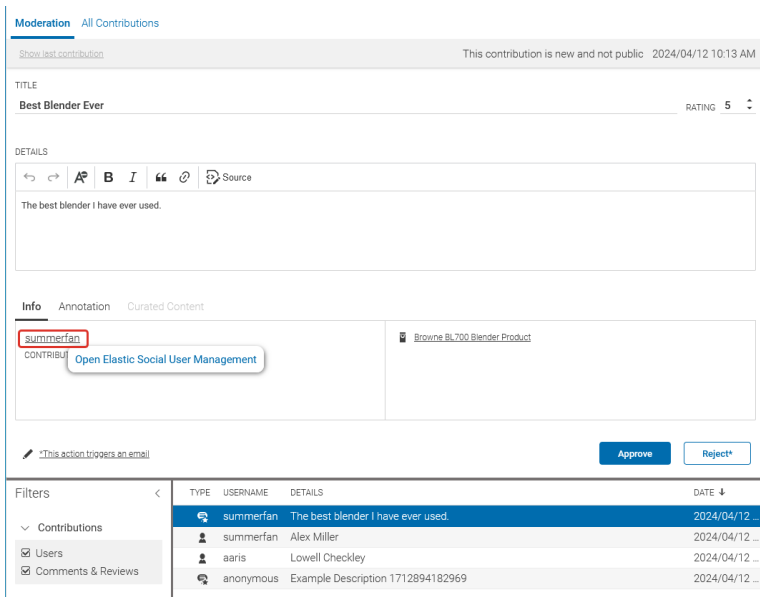 Moderation All Contributions
Show last contribution This contribution is new and not public 2024/04/12 10:13 AM
TITLE
Best Blender Ever RATING 5
DETAILS
B I Source
The best blender I have ever used.
Info Annotation Curated Content
summerfan Browne BL700 Blender Product
Open Elastic Social User Management
*This action triggers an email Approve Reject*
Filters TYPE USERNAME DETAILS DATE
summerfan The best blender I have ever used. 2024/04/12 ...
Contributions summerfan Alex Miller 2024/04/12 ...
Users aaris Lowell Checkley 2024/04/12 ...
Comments & Reviews anonymous Example Description 1712894182969 2024/04/12 ...